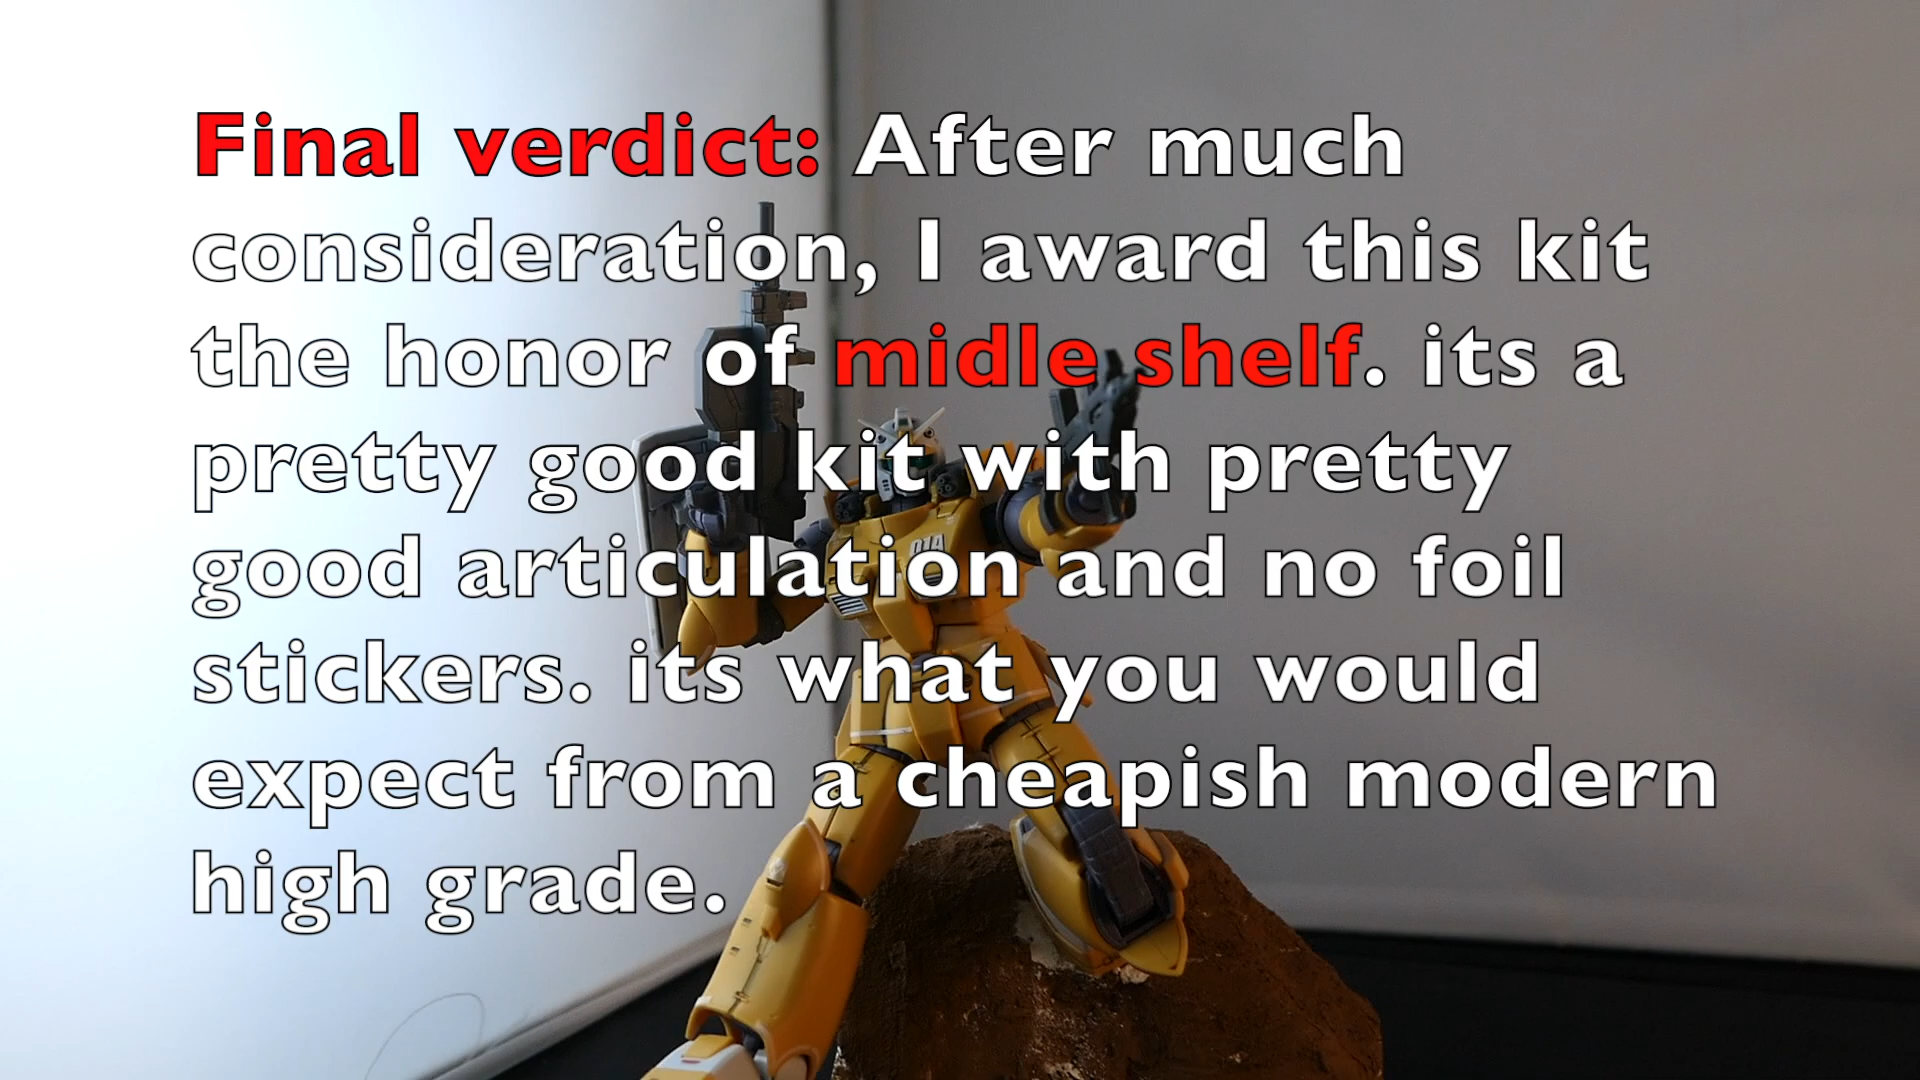 Final verdict: After much
consideration, I award this kit
the honor of midle shelf. its a
pretty good kit with pretty
good articulation and no foil
stickers. its what you would
expect from a cheapish modern
high grade.
01A